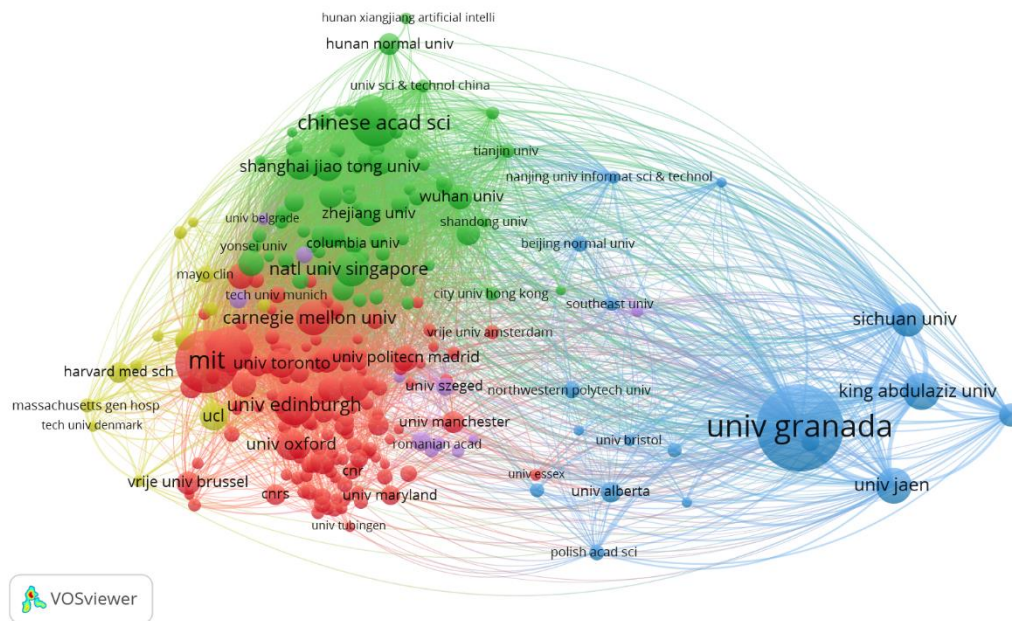 hunan xiangjiang artificial intelli
hunan normal univ
univ sci & technol china
chinese acad sci
tianjin univ
shanghai jiao tong univ
nanjing univ informat sci & technol
wuhan univ
zhejiang univ
univ belgrade
shandong univ
columbia univ
yonsei univ
beijing normal univ
natl univ singapore
mayo clin
tech univ munich
city univ hong kong
southeast univ
carnegie mellon univ
sichuan univ
vrije univ amsterdam
mit
univ toronto
univ politecn madrid
harvard med sch
univ szeged
northwestern polytech univ
king abdulaziz univ
massachusetts gen hosp
ucl
univ edinburgh
tech univ denmark
univ manchester
univ granada
univ oxford
romanian acad
univ bristol
cnr
univ essex
vrije univ brussel
cnrs
univ maryland
univ alberta
univ jaen
univ tubingen
polish acad sci
VOSviewer